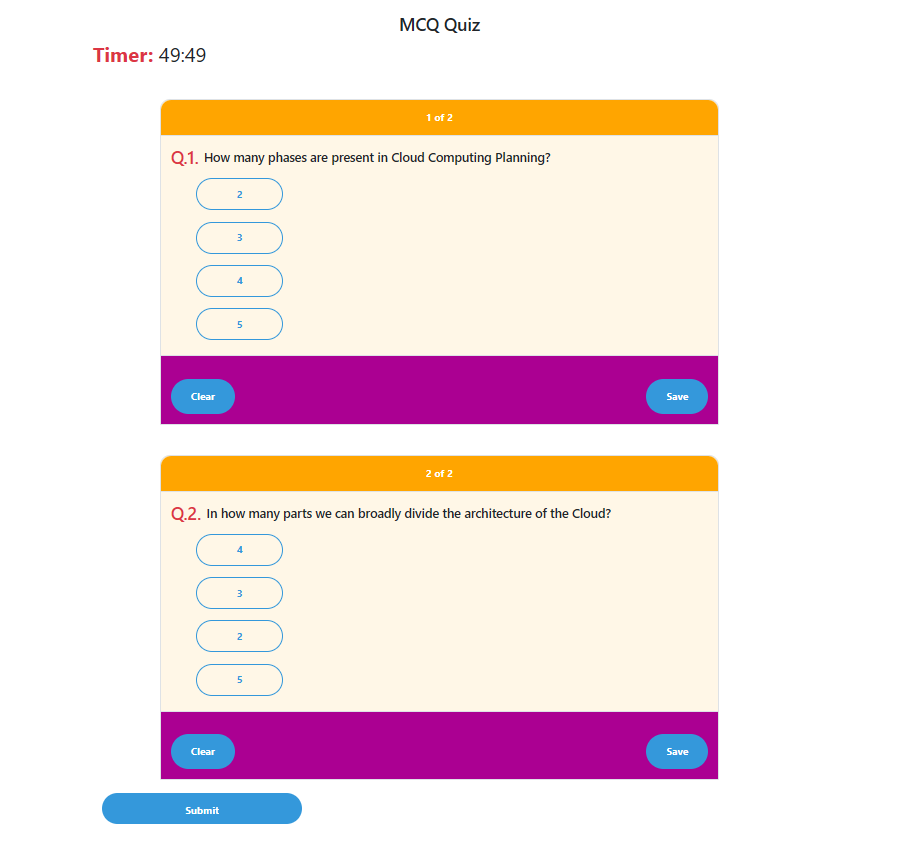 MCQ Quiz
Timer: 49:49
1 of 2
Q.1. How many phases are present in Cloud Computing Planning?
2
3
4
5
Clear Save
2 of 2
Q.2. In how many parts we can broadly divide the architecture of the Cloud?
4
3
2
5
Clear Save
Submit